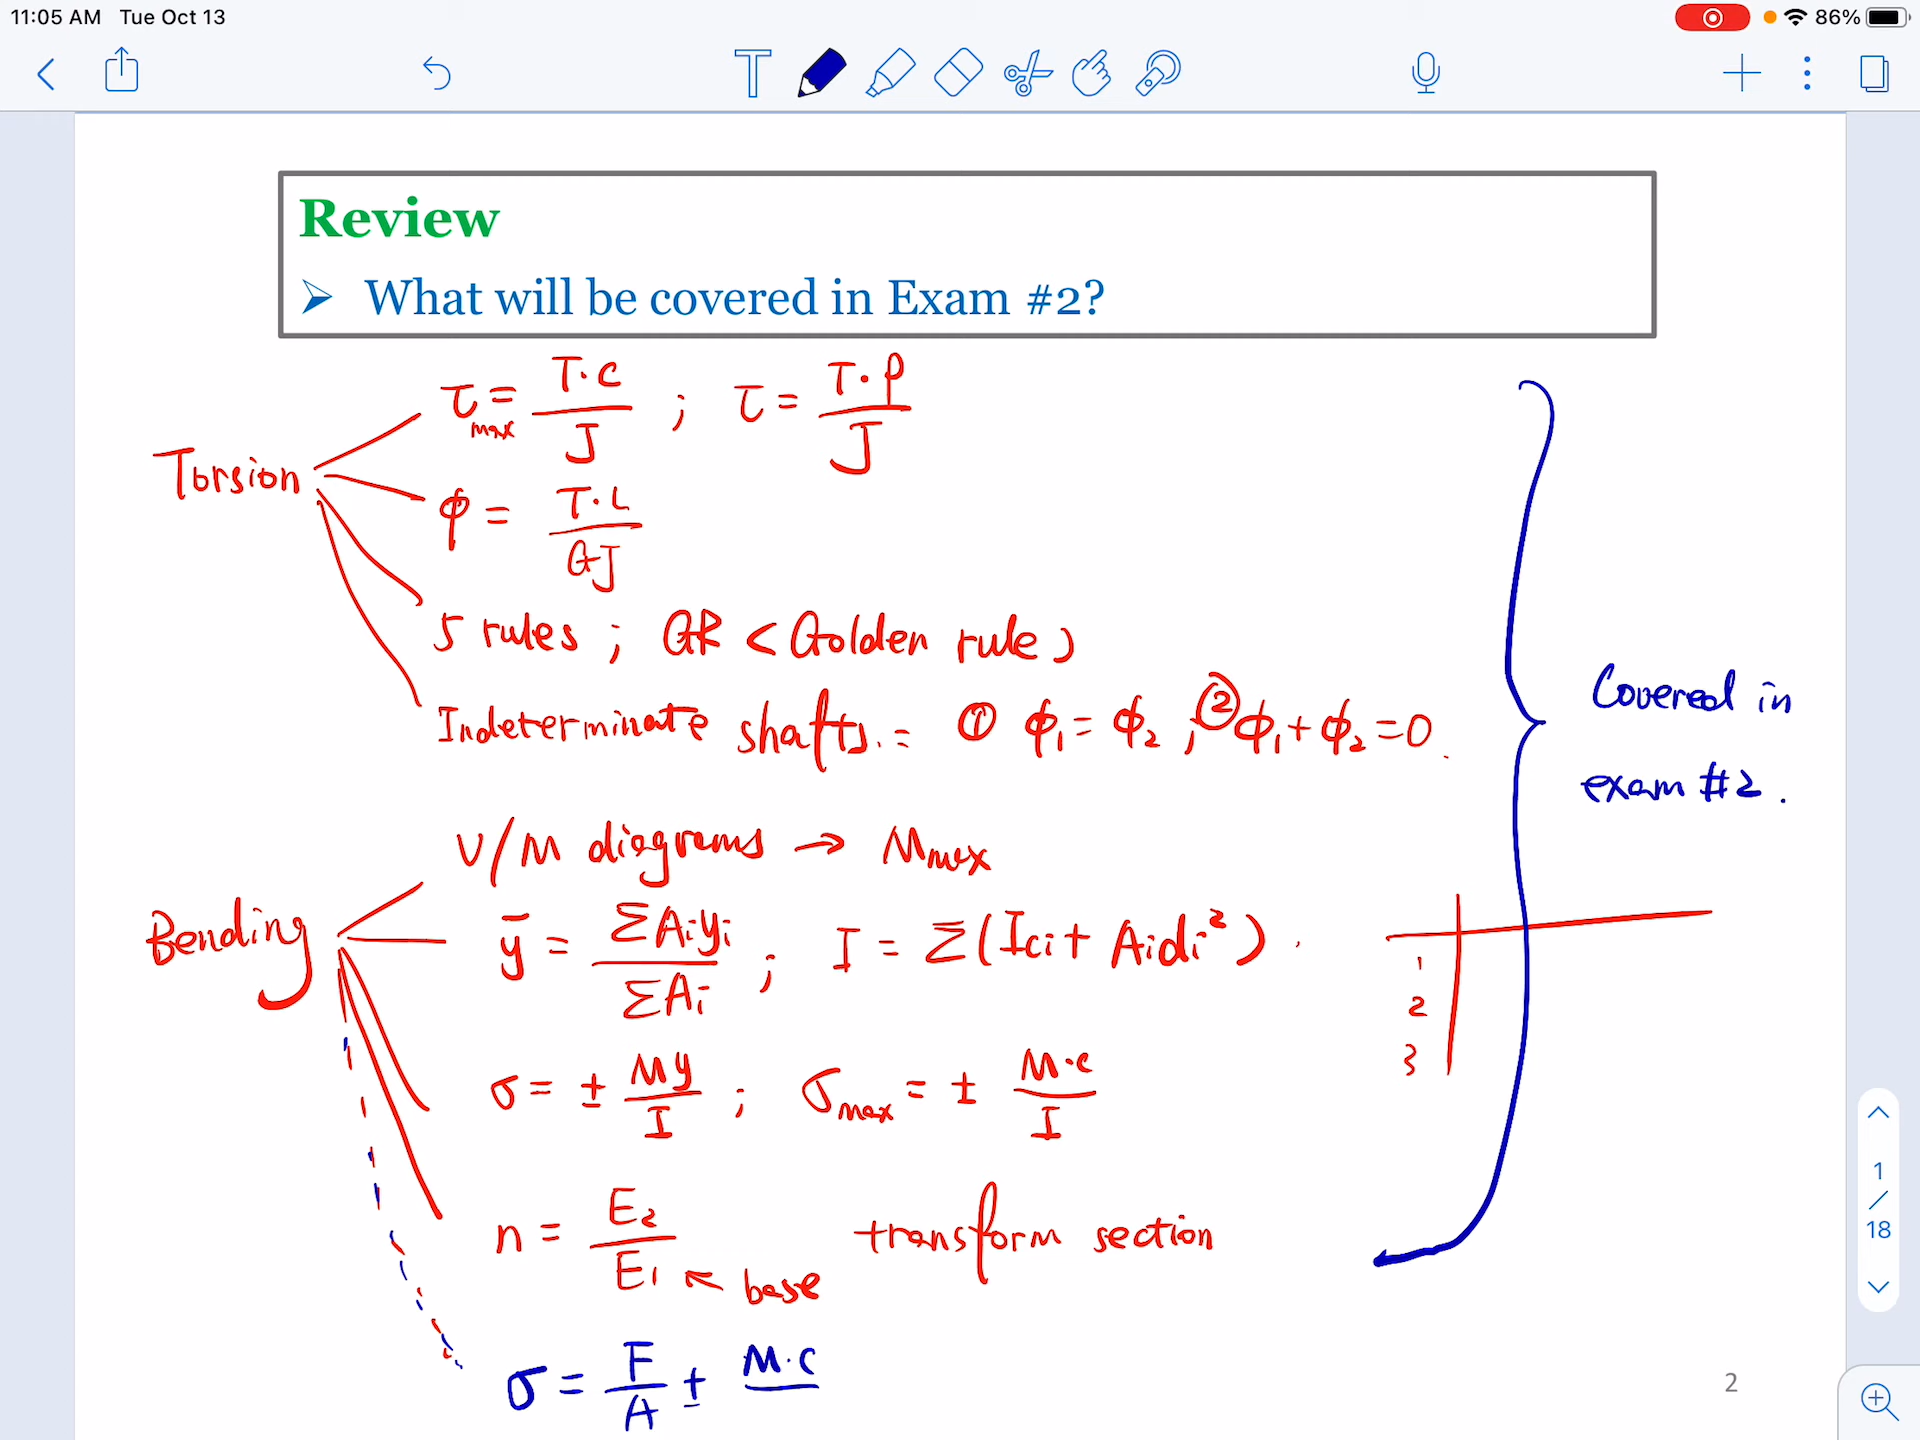 11:05 AM Tue Oct 13
86%
T
Review
➢ What will be covered in Exam #2?
τmax = T·C / J ; τ = T·ρ / J
Torsion
φ = T·L / GJ
5 rules ; GR < Golden rule )
Indeterminate shafts. = ① φ1 = φ2 , ② φ1 + φ2 = 0.
Covered in
exam #2.
V/M diagrams → Mmax
Bending
ȳ = ΣAiyi / ΣAi ; I = Σ(Ici + Aidi²).
1
2
3
σ = ± My / I ; σmax = ± M·c / I
n = E2 / E1 ← base transform section
σ = F / A ± M·C
1 / 18
2